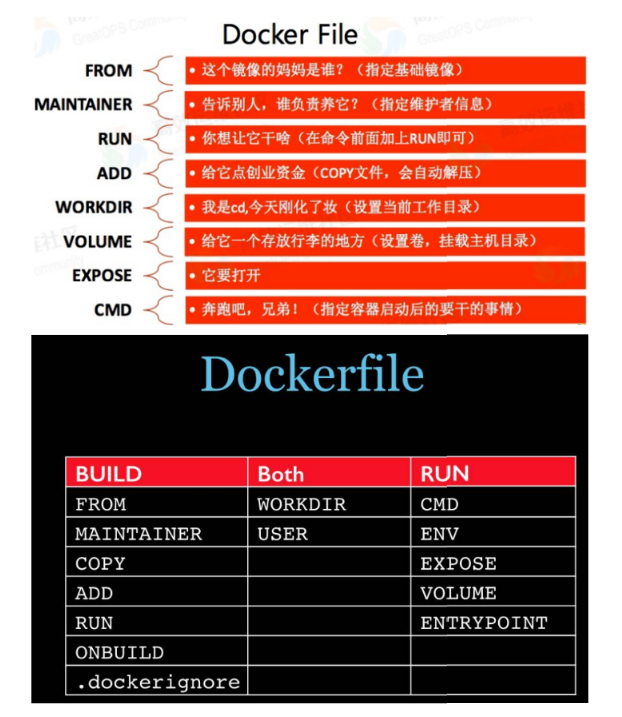 Docker File
FROM • 这个镜像的妈妈是谁？（指定基础镜像）
MAINTAINER • 告诉别人，谁负责养它？（指定维护者信息）
RUN • 你想让它干啥（在命令前面加上RUN即可）
ADD • 给它点创业资金（COPY文件，会自动解压）
WORKDIR • 我是cd,今天刚化了妆（设置当前工作目录）
VOLUME • 给它一个存放行李的地方（设置卷，挂载主机目录）
EXPOSE • 它要打开
CMD • 奔跑吧，兄弟！（指定容器启动后的要干的事情）
Dockerfile
BUILD Both RUN
FROM WORKDIR CMD
MAINTAINER USER ENV
COPY EXPOSE
ADD VOLUME
RUN ENTRYPOINT
ONBUILD
.dockerignore